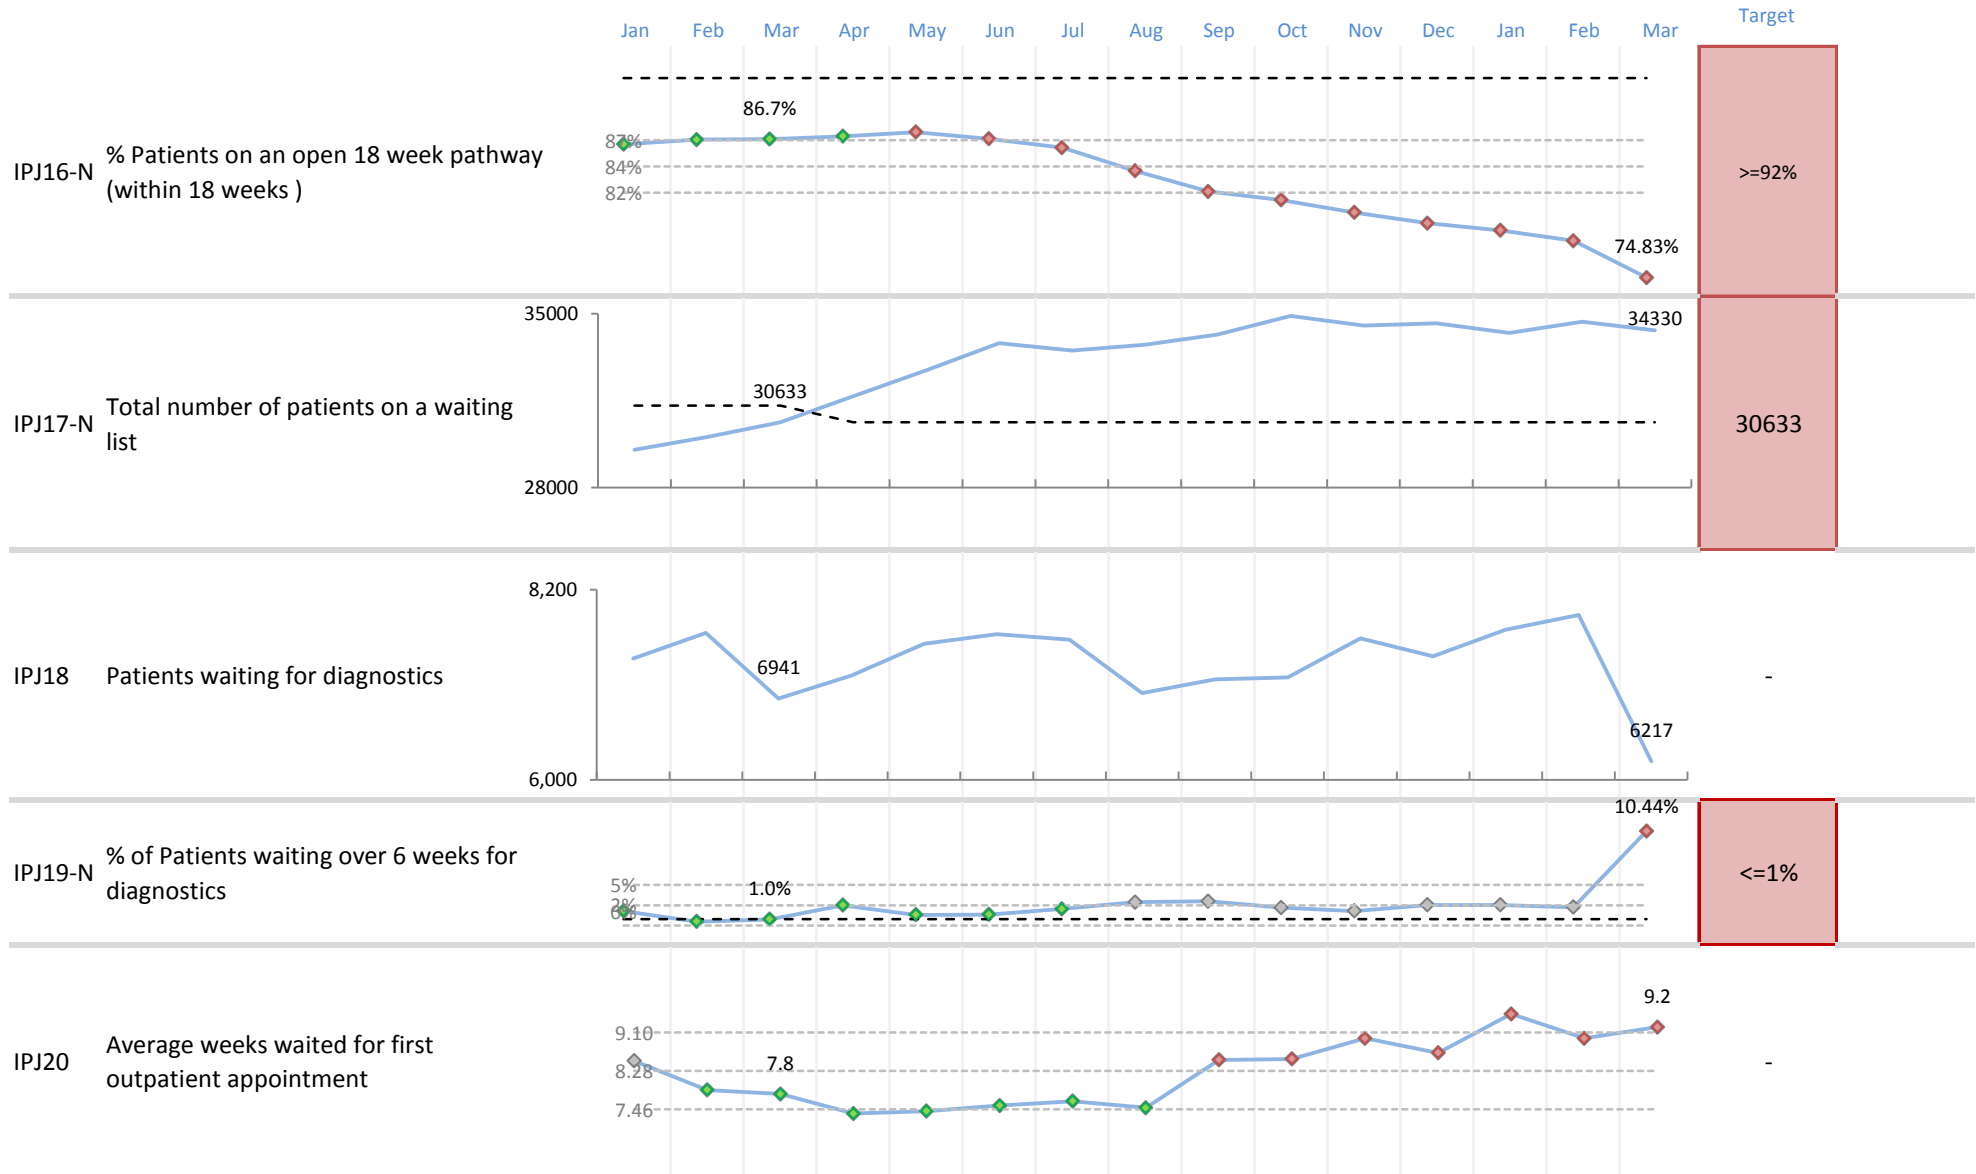 Target
Jan Feb Mar Apr May Jun Jul Aug Sep Oct Nov Dec Jan Feb Mar
86.7%
87%
84%
82%
IPJ16-N
% Patients on an open 18 week pathway
(within 18 weeks )
74.83%
>=92%
35000
34330
30633
IPJ17-N
Total number of patients on a waiting
list
30633
28000
8,200
6941
IPJ18
Patients waiting for diagnostics
6217
-
6,000
10.44%
IPJ19-N
% of Patients waiting over 6 weeks for
diagnostics
1.0%
5%
<=1%
9.2
9.10
7.8
8.28
7.46
IPJ20
Average weeks waited for first
outpatient appointment
-